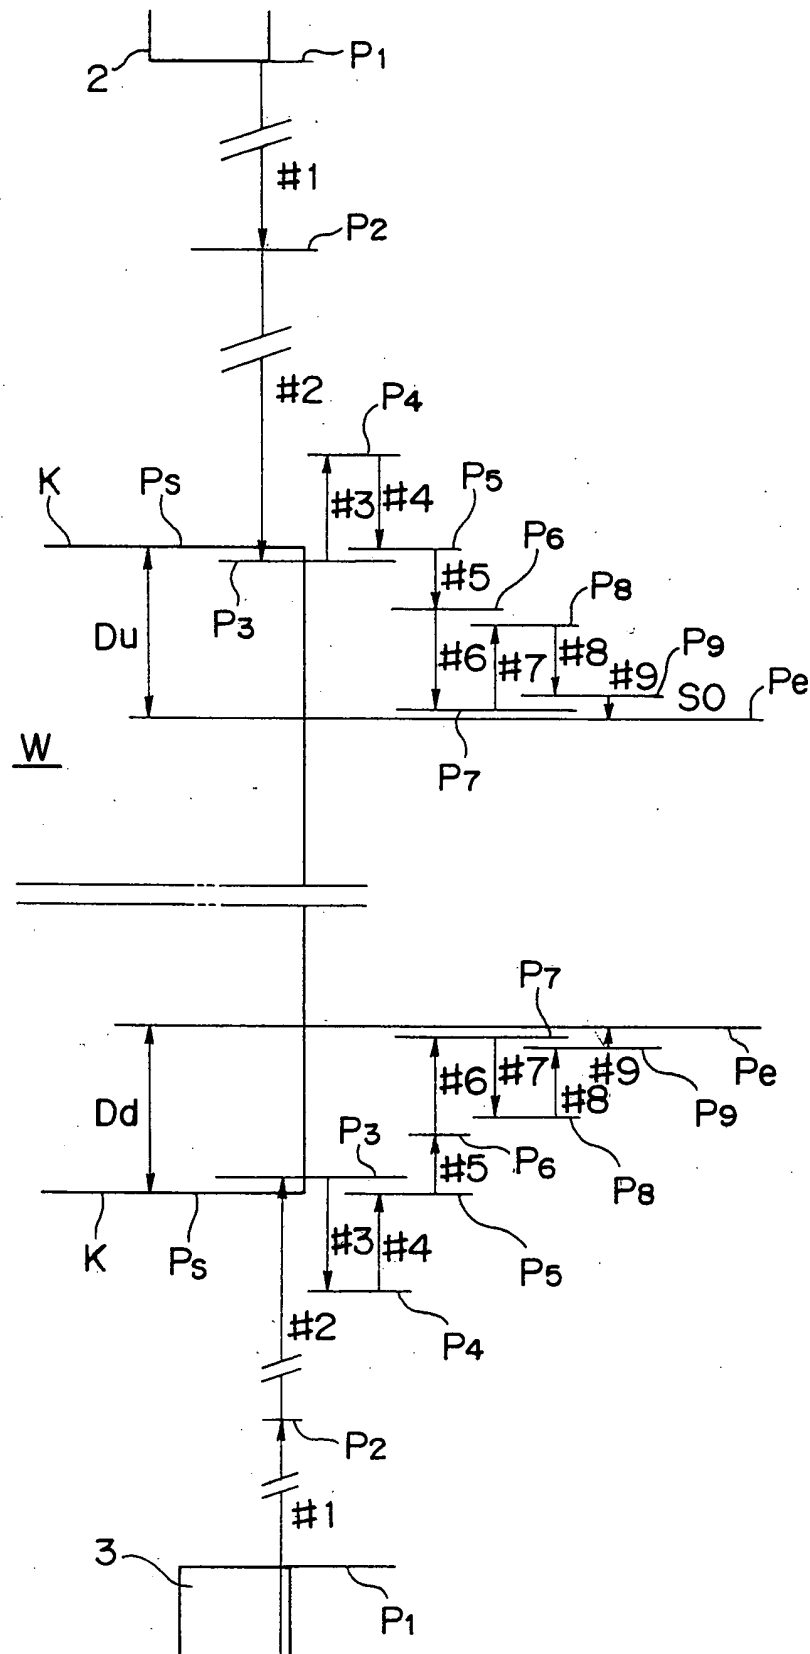 2 P1
#1
P2
#2 P4
K Ps #3 #4 P5
P6
P3 #5 P8
Du #6 #7 #8 P9
#9 SO Pe
W P7
P7
Pe
#6 #7 #9
Dd #8 P9
P3 #5 P6
P8
K Ps #3 #4 P5
#2 P4
P2
#1
3
P1